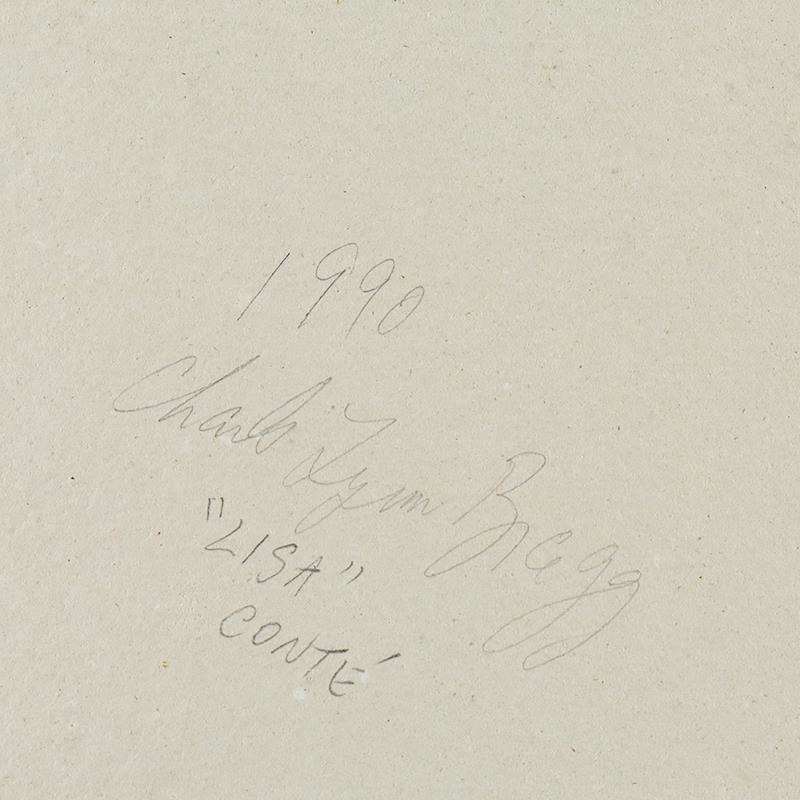 1990
Charles Lynn Bragg
"LISA"
CONTÉ